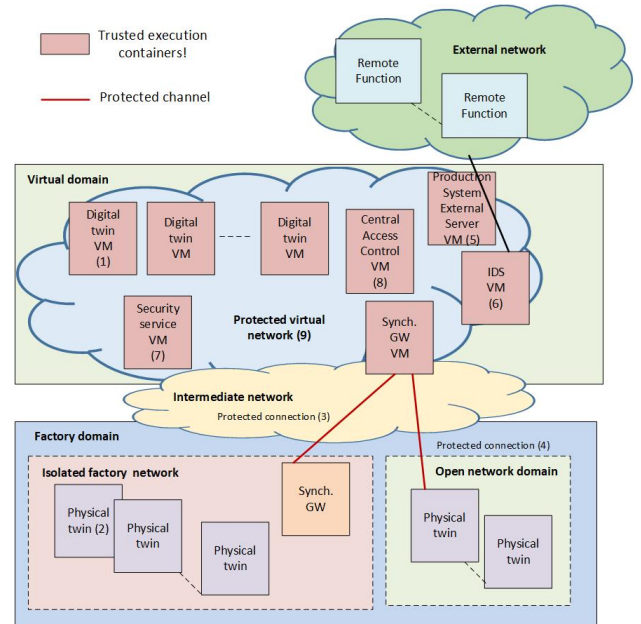 Trusted execution
containers!
Protected channel
External network
Remote
Function
Remote
Function
Virtual domain
Digital
twin
VM
(1)
Digital
twin
VM
Digital
twin
VM
Central
Access
Control
VM
(8)
Production
System
External
Server
VM (5)
IDS
VM
(6)
Security
service
VM
(7)
Protected virtual
network (9)
Synch.
GW
VM
Intermediate network
Protected connection (3)
Factory domain
Protected connection (4)
Isolated factory network
Physical
twin (2)
Physical
twin
Physical
twin
Synch.
GW
Open network domain
Physical
twin
Physical
twin